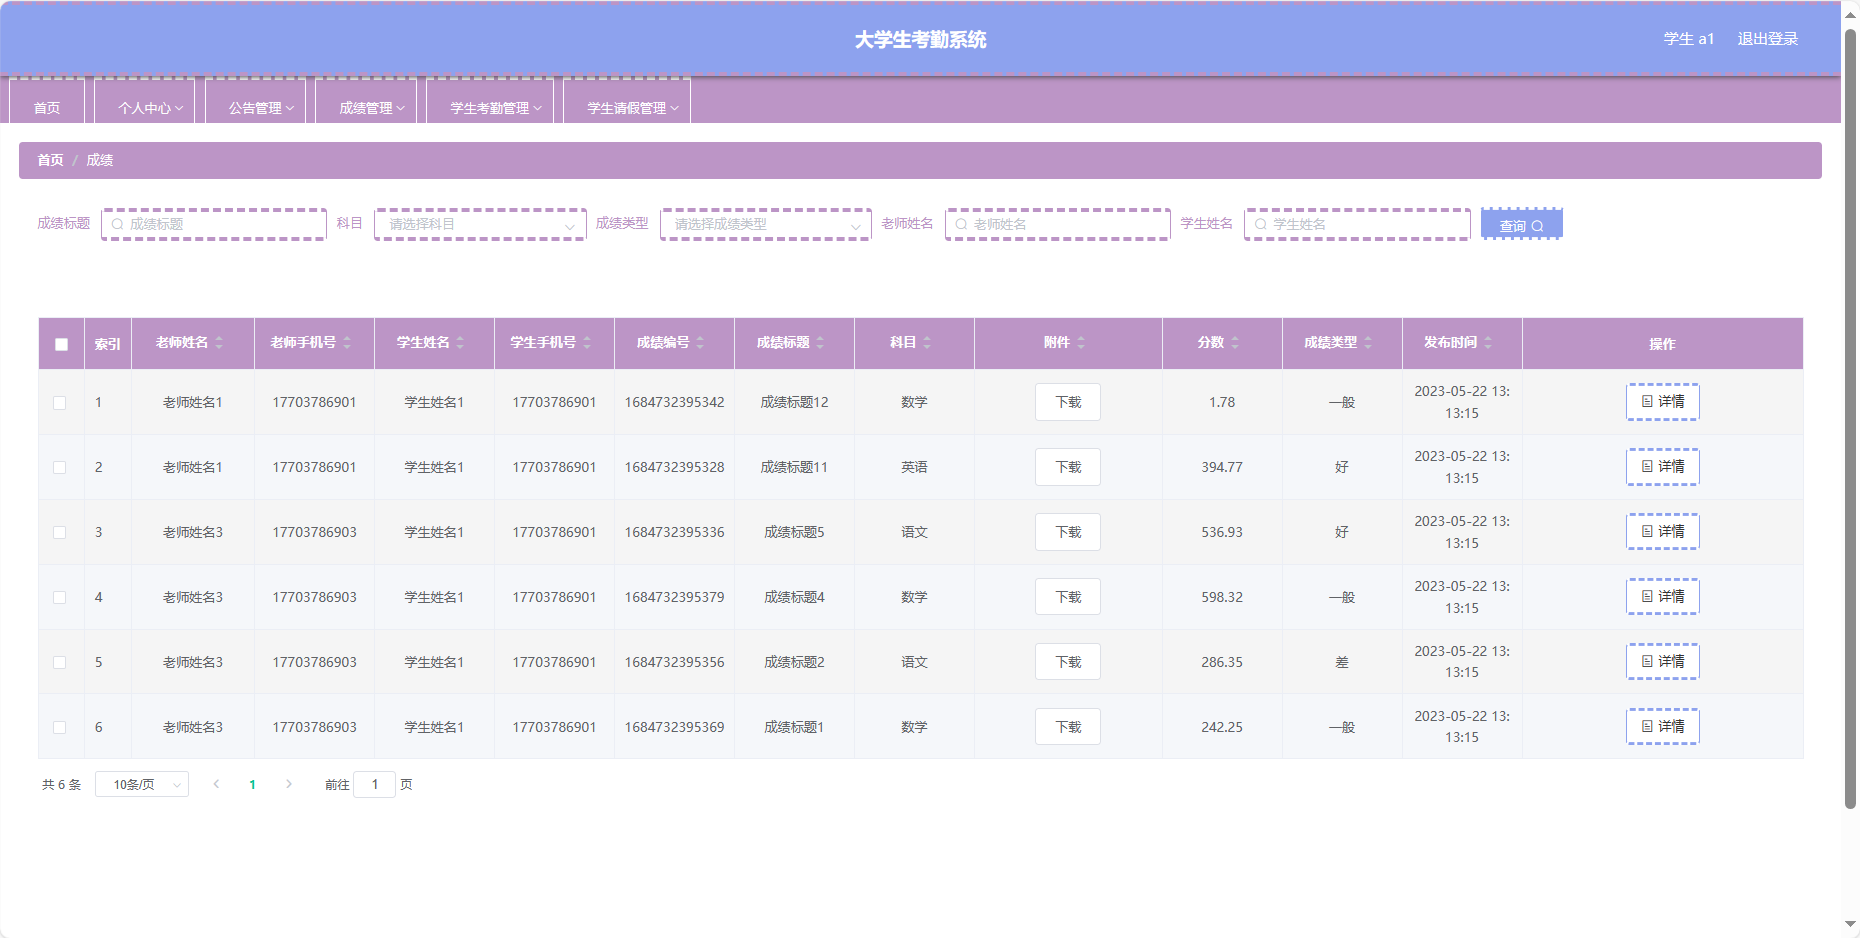 大学生考勤系统
学生 a1 退出登录
首页 个人中心 公告管理 成绩管理 学生考勤管理 学生请假管理
首页 / 成绩
成绩标题 成绩标题 科目 请选择科目 成绩类型 请选择成绩类型 老师姓名 老师姓名 学生姓名 学生姓名 查询
索引 老师姓名 老师手机号 学生姓名 学生手机号 成绩编号 成绩标题 科目 附件 分数 成绩类型 发布时间 操作
1 老师姓名1 17703786901 学生姓名1 17703786901 1684732395342 成绩标题12 数学 下载 1.78 一般 2023-05-22 13:
13:15 详情
2 老师姓名1 17703786901 学生姓名1 17703786901 1684732395328 成绩标题11 英语 下载 394.77 好 2023-05-22 13:
13:15 详情
3 老师姓名3 17703786903 学生姓名1 17703786901 1684732395336 成绩标题5 语文 下载 536.93 好 2023-05-22 13:
13:15 详情
4 老师姓名3 17703786903 学生姓名1 17703786901 1684732395379 成绩标题4 数学 下载 598.32 一般 2023-05-22 13:
13:15 详情
5 老师姓名3 17703786903 学生姓名1 17703786901 1684732395356 成绩标题2 语文 下载 286.35 差 2023-05-22 13:
13:15 详情
6 老师姓名3 17703786903 学生姓名1 17703786901 1684732395369 成绩标题1 数学 下载 242.25 一般 2023-05-22 13:
13:15 详情
共 6 条 10条/页 1 前往 1 页